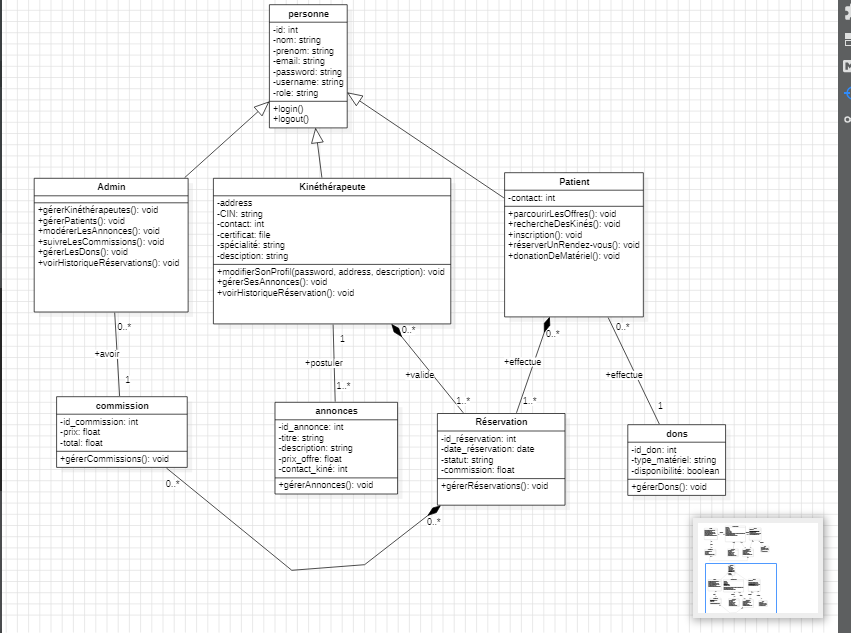 personne
-id: int
-nom: string
-prenom: string
-email: string
-password: string
-username: string
-role: string
+login()
+logout()
Admin
+gérerKinéthérapeutes(): void
+gérerPatients(): void
+modérerLesAnnonces(): void
+suivreLesCommissions(): void
+gérerLesDons(): void
+voirHistoriqueRéservations(): void
Kinéthérapeute
-address
-CIN: string
-contact: int
-certificat: file
-spécialité: string
-desciption: string
+modifierSonProfil(password, address, description): void
+gérerSesAnnonces(): void
+voirHistoriqueRéservation(): void
Patient
-contact: int
+parcourirLesOffres(): void
+rechercheDesKinés(): void
+inscription(): void
+réserverUnRendez-vous(): void
+donationDeMatériel(): void
0..*
+avoir
1
1
+postuler
1..*
0..*
+valide
1..*
0..*
+effectue
1..*
0..*
+effectue
1
commission
-id_commission: int
-prix: float
-total: float
+gérerCommissions(): void
annonces
-id_annonce: int
-titre: string
-description: string
-prix_offre: float
-contact_kiné: int
+gérerAnnonces(): void
Réservation
-id_réservation: int
-date_réservation: date
-statut: string
-commission: float
+gérerRéservations(): void
dons
-id_don: int
-type_matériel: string
-disponibilité: boolean
+gérerDons(): void
0..*
0..*